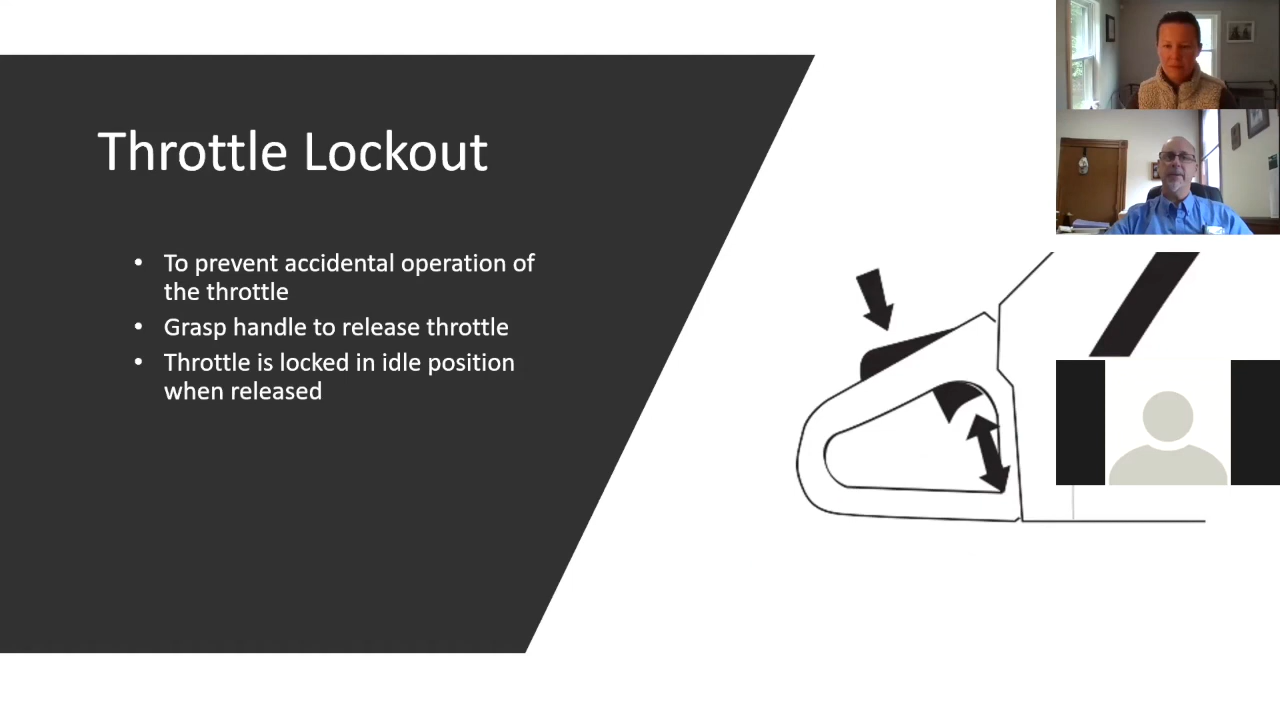 Throttle Lockout
• To prevent accidental operation of
the throttle
• Grasp handle to release throttle
• Throttle is locked in idle position
when released